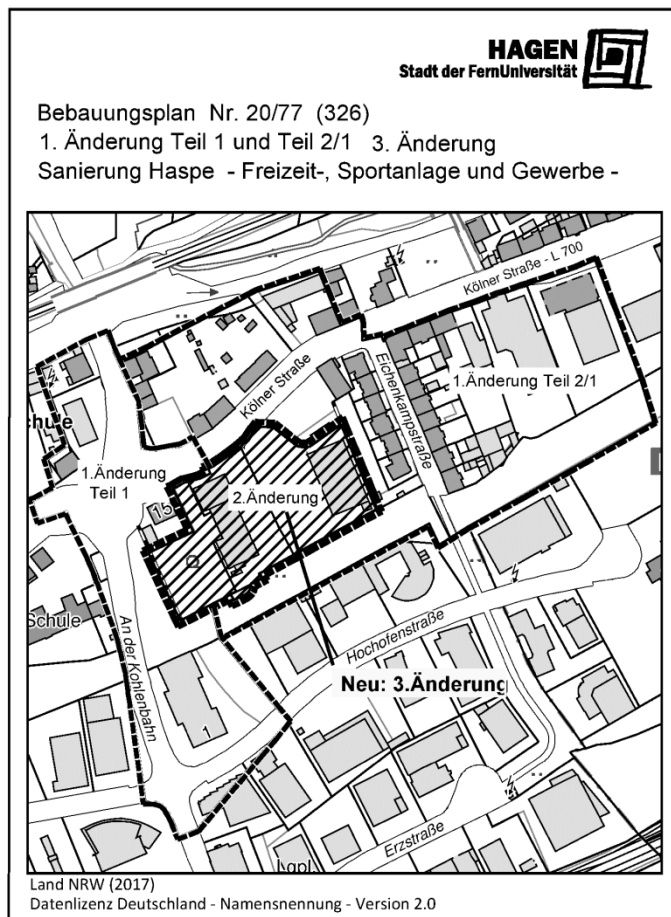 HAGEN
Stadt der FernUniversität
Bebauungsplan Nr. 20/77 (326)
1. Änderung Teil 1 und Teil 2/1 3. Änderung
Sanierung Haspe - Freizeit-, Sportanlage und Gewerbe -
Kölner Straße - L 700
Kölner Straße
Eichenkampstraße
1.Änderung Teil 2/1
1.Änderung
Teil 1
2.Änderung
15
Schule
An der Kohlenbahn
Hochofenstraße
Neu: 3.Änderung
1
Erzstraße
Land NRW (2017)
Datenlizenz Deutschland - Namensnennung - Version 2.0